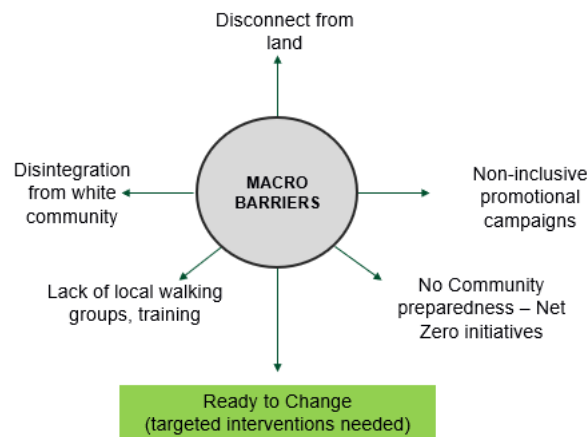 Disconnect from
land
MACRO
BARRIERS
Disintegration
from white
community
Non-inclusive
promotional
campaigns
Lack of local walking
groups, training
No Community
preparedness – Net
Zero initiatives
Ready to Change
(targeted interventions needed)